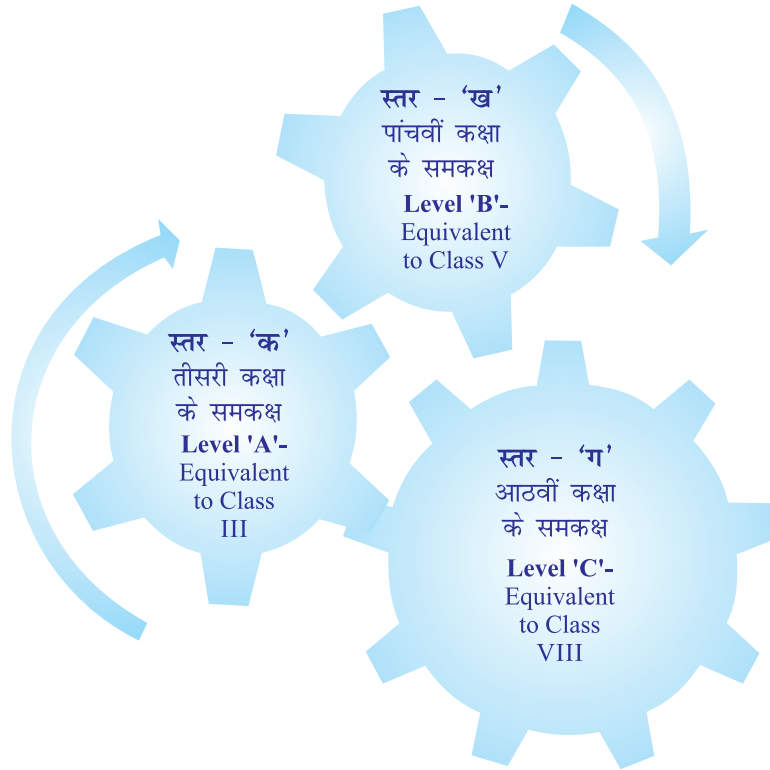 स्तर – ‘ख’
पांचवीं कक्षा
के समकक्ष
Level 'B'-
Equivalent
to Class V
स्तर – ‘क’
तीसरी कक्षा
के समकक्ष
Level 'A'-
Equivalent
to Class
III
स्तर – ‘ग’
आठवीं कक्षा
के समकक्ष
Level 'C'-
Equivalent
to Class
VIII